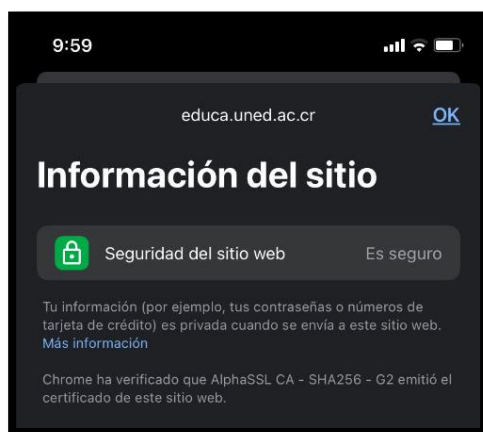 9:59
educa.uned.ac.cr OK
Información del sitio
Seguridad del sitio web Es seguro
Tu información (por ejemplo, tus contraseñas o números de
tarjeta de crédito) es privada cuando se envía a este sitio web.
Más información
Chrome ha verificado que AlphaSSL CA - SHA256 - G2 emitió el
certificado de este sitio web.